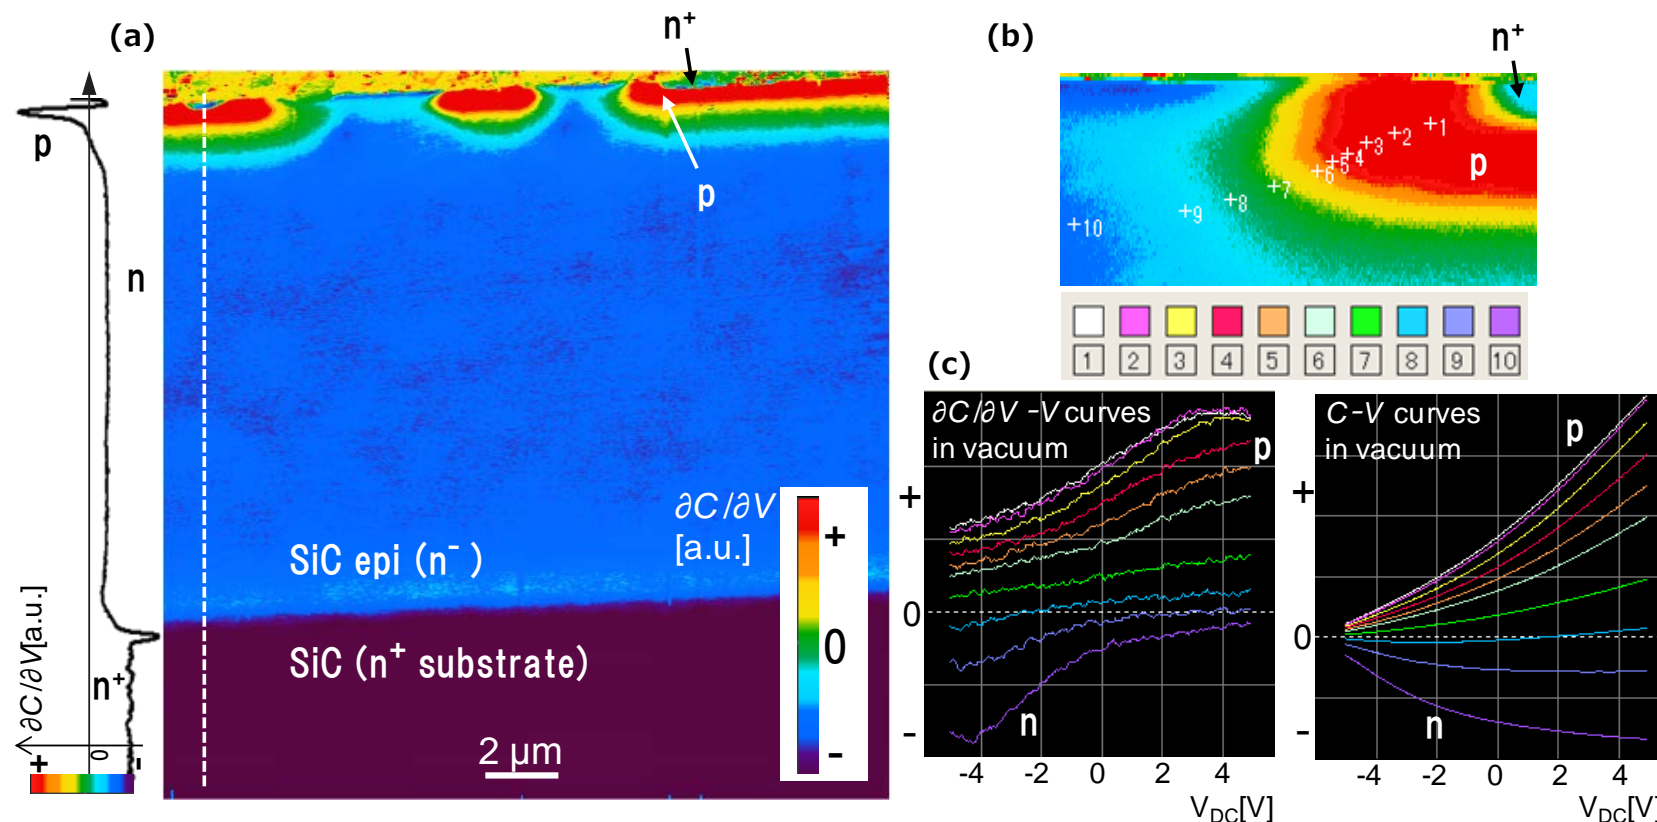 (a)
n⁺
p
n
p
∂C/∂V
[a.u.]
+
0
-
SiC epi (n⁻)
SiC (n⁺ substrate)
2 μm
n⁺
∂C/∂V[a.u.]
+
0
-
(b)
n⁺
+1
+2
+3
+4
+5
+6
+7
+8
+9
+10
p
1 2 3 4 5 6 7 8 9 10
(c)
∂C/∂V -V curves
in vacuum
p
+
0
-
n
-4 -2 0 2 4
V_DC[V]
C-V curves
in vacuum
p
+
0
-
n
-4 -2 0 2 4
V_DC[V]